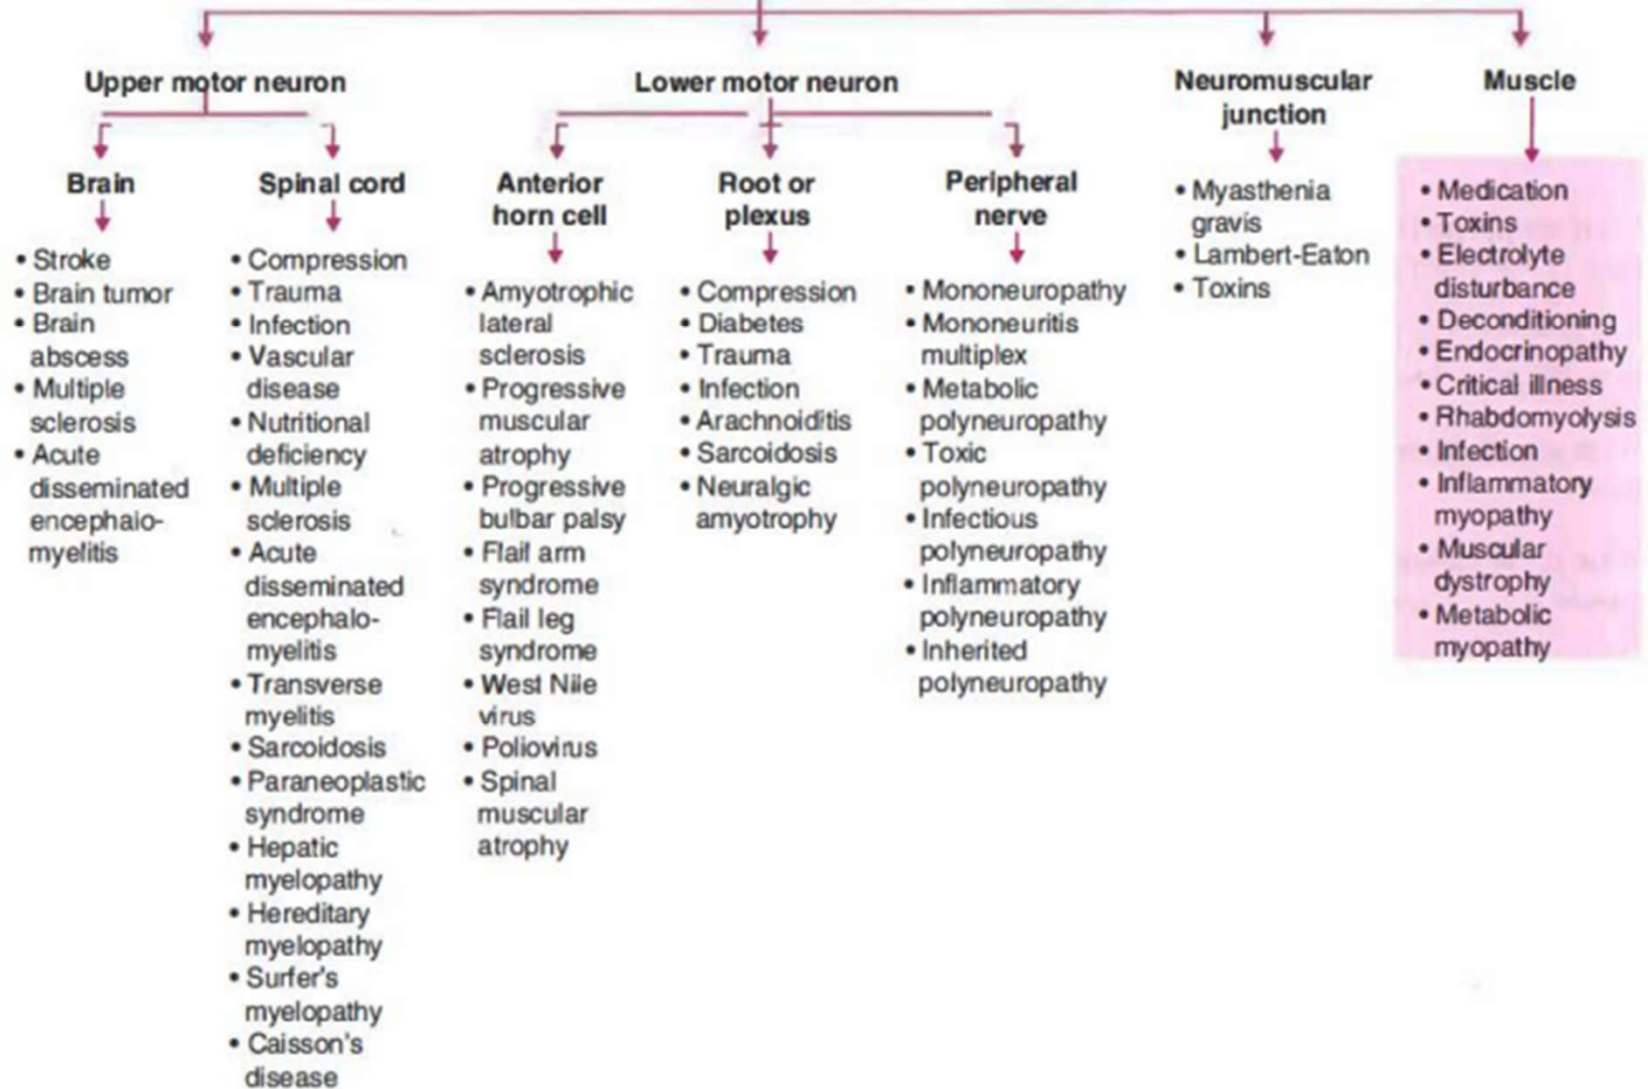 Upper motor neuron
Brain
• Stroke
• Brain tumor
• Brain
abscess
• Multiple
sclerosis
• Acute
disseminated
encephalo-
myelitis
Spinal cord
• Compression
• Trauma
• Infection
• Vascular
disease
• Nutritional
deficiency
• Multiple
sclerosis
• Acute
disseminated
encephalo-
myelitis
• Transverse
myelitis
• Sarcoidosis
• Paraneoplastic
syndrome
• Hepatic
myelopathy
• Hereditary
myelopathy
• Surfer's
myelopathy
• Caisson's
disease
Lower motor neuron
Anterior
horn cell
• Amyotrophic
lateral
sclerosis
• Progressive
muscular
atrophy
• Progressive
bulbar palsy
• Flail arm
syndrome
• Flail leg
syndrome
• West Nile
virus
• Poliovirus
• Spinal
muscular
atrophy
Root or
plexus
• Compression
• Diabetes
• Trauma
• Infection
• Arachnoiditis
• Sarcoidosis
• Neuralgic
amyotrophy
Peripheral
nerve
• Mononeuropathy
• Mononeuritis
multiplex
• Metabolic
polyneuropathy
• Toxic
polyneuropathy
• Infectious
polyneuropathy
• Inflammatory
polyneuropathy
• Inherited
polyneuropathy
Neuromuscular
junction
• Myasthenia
gravis
• Lambert-Eaton
• Toxins
Muscle
• Medication
• Toxins
• Electrolyte
disturbance
• Deconditioning
• Endocrinopathy
• Critical illness
• Rhabdomyolysis
• Infection
• Inflammatory
myopathy
• Muscular
dystrophy
• Metabolic
myopathy